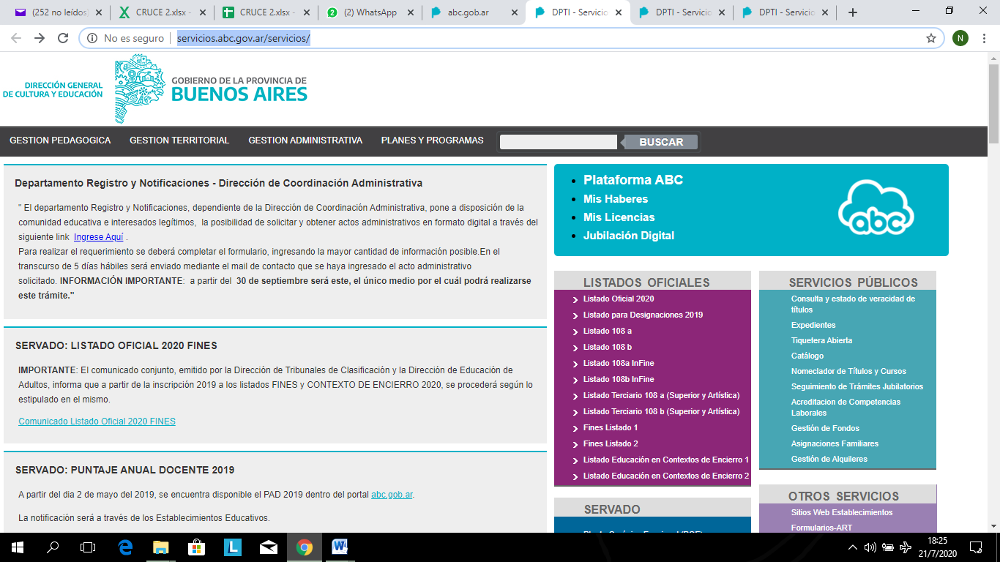 (252 no leídos)
CRUCE 2.xlsx -
CRUCE 2.xlsx -
(2) WhatsApp
abc.gob.ar
DPTI - Servicio
DPTI - Servicio
DPTI - Servicio
No es seguro
servicios.abc.gov.ar/servicios/
N
DIRECCIÓN GENERAL
DE CULTURA Y EDUCACIÓN
GOBIERNO DE LA PROVINCIA DE
BUENOS AIRES
GESTION PEDAGOGICA
GESTION TERRITORIAL
GESTION ADMINISTRATIVA
PLANES Y PROGRAMAS
BUSCAR
Departamento Registro y Notificaciones - Dirección de Coordinación Administrativa
" El departamento Registro y Notificaciones, dependiente de la Dirección de Coordinación Administrativa, pone a disposición de la
comunidad educativa e interesados legítimos, la posibilidad de solicitar y obtener actos administrativos en formato digital a través del
siguiente link Ingrese Aquí .
Para realizar el requerimiento se deberá completar el formulario, ingresando la mayor cantidad de información posible.En el
transcurso de 5 días hábiles será enviado mediante el mail de contacto que se haya ingresado el acto administrativo
solicitado. INFORMACIÓN IMPORTANTE: a partir del 30 de septiembre será este, el único medio por el cuál podrá realizarse
este trámite."
SERVADO: LISTADO OFICIAL 2020 FINES
IMPORTANTE: El comunicado conjunto, emitido por la Dirección de Tribunales de Clasificación y la Dirección de Educación de
Adultos, informa que a partir de la inscripción 2019 a los listados FINES y CONTEXTO DE ENCIERRO 2020, se procederá según lo
estipulado en el mismo.
Comunicado Listado Oficial 2020 FINES
SERVADO: PUNTAJE ANUAL DOCENTE 2019
A partir del dia 2 de mayo del 2019, se encuentra disponible el PAD 2019 dentro del portal abc.gob.ar.
La notificación será a través de los Establecimientos Educativos.
Plataforma ABC
Mis Haberes
Mis Licencias
Jubilación Digital
abc
LISTADOS OFICIALES
Listado Oficial 2020
Listado para Designaciones 2019
Listado 108 a
Listado 108 b
Listado 108a InFine
Listado 108b InFine
Listado Terciario 108 a (Superior y Artística)
Listado Terciario 108 b (Superior y Artística)
Fines Listado 1
Fines Listado 2
Listado Educación en Contextos de Encierro 1
Listado Educación en Contextos de Encierro 2
SERVADO
SERVICIOS PÚBLICOS
Consulta y estado de veracidad de
títulos
Expedientes
Tiquetera Abierta
Catálogo
Nomeclador de Títulos y Cursos
Seguimiento de Trámites Jubilatorios
Acreditacion de Competencias
Laborales
Gestión de Fondos
Asignaciones Familiares
Gestión de Alquileres
OTROS SERVICIOS
Sitios Web Establecimientos
Formularios-ART
18:25
21/7/2020